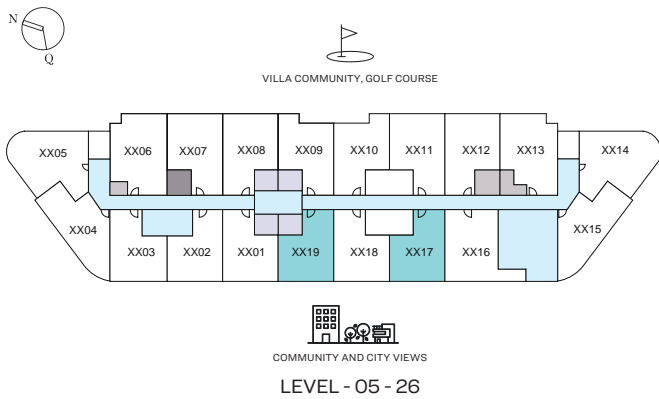 N
Q
VILLA COMMUNITY, GOLF COURSE
XX05
XX06
XX07
XX08
XX09
XX10
XX11
XX12
XX13
XX14
XX04
XX03
XX02
XX01
XX19
XX18
XX17
XX16
XX15
COMMUNITY AND CITY VIEWS
LEVEL - 05 - 26